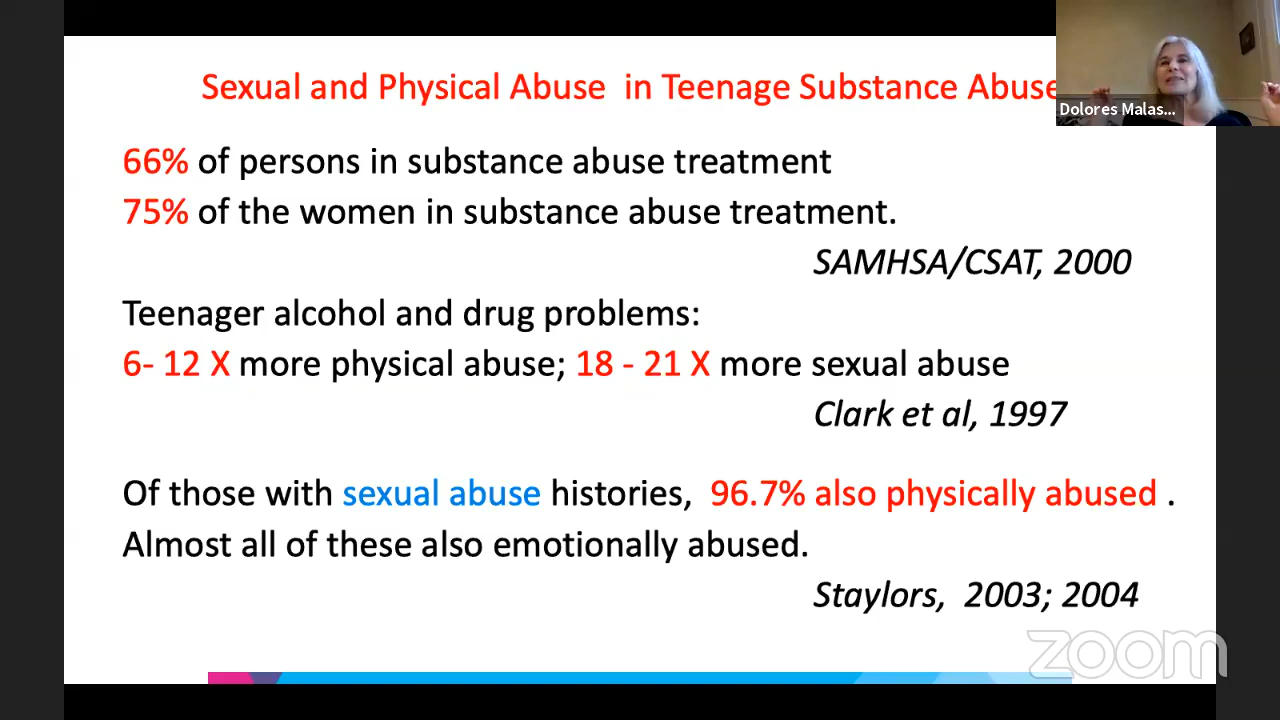 Sexual and Physical Abuse in Teenage Substance Abuse
Dolores Malas...
66% of persons in substance abuse treatment
75% of the women in substance abuse treatment.
SAMHSA/CSAT, 2000
Teenager alcohol and drug problems:
6- 12 X more physical abuse; 18 - 21 X more sexual abuse
Clark et al, 1997
Of those with sexual abuse histories, 96.7% also physically abused .
Almost all of these also emotionally abused.
Staylors, 2003; 2004
zoom